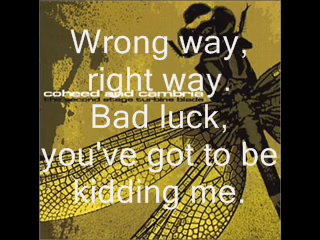 Wrong way,
right way.
coheed and cambria
the second stage turbine blade
Bad luck,
you've got to be
kidding me.